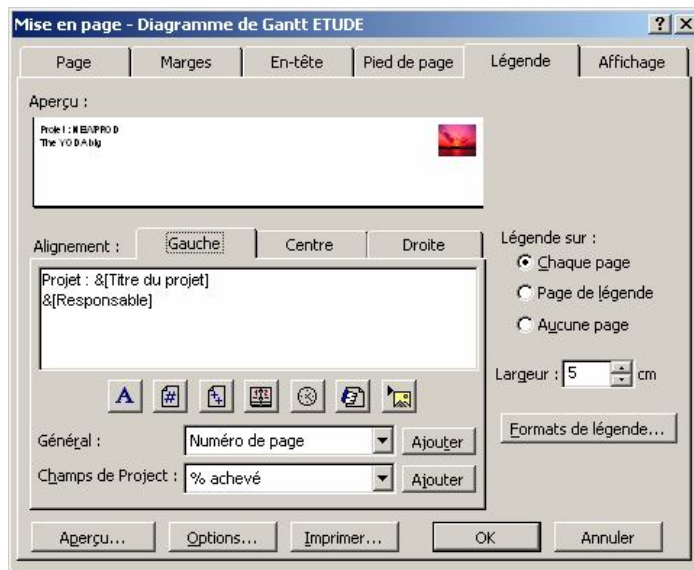 Mise en page - Diagramme de Gantt ETUDE
Page Marges En-tête Pied de page Légende Affichage
Aperçu :
The YODA big
Alignement : Gauche Centre Droite
Projet : &[Titre du projet]
&[Responsable]
Légende sur :
Chaque page
Page de légende
Aucune page
Largeur : 5 cm
Général : Numéro de page Ajouter
Champs de Project : % achevé Ajouter
Formats de légende...
Aperçu... Options... Imprimer... OK Annuler